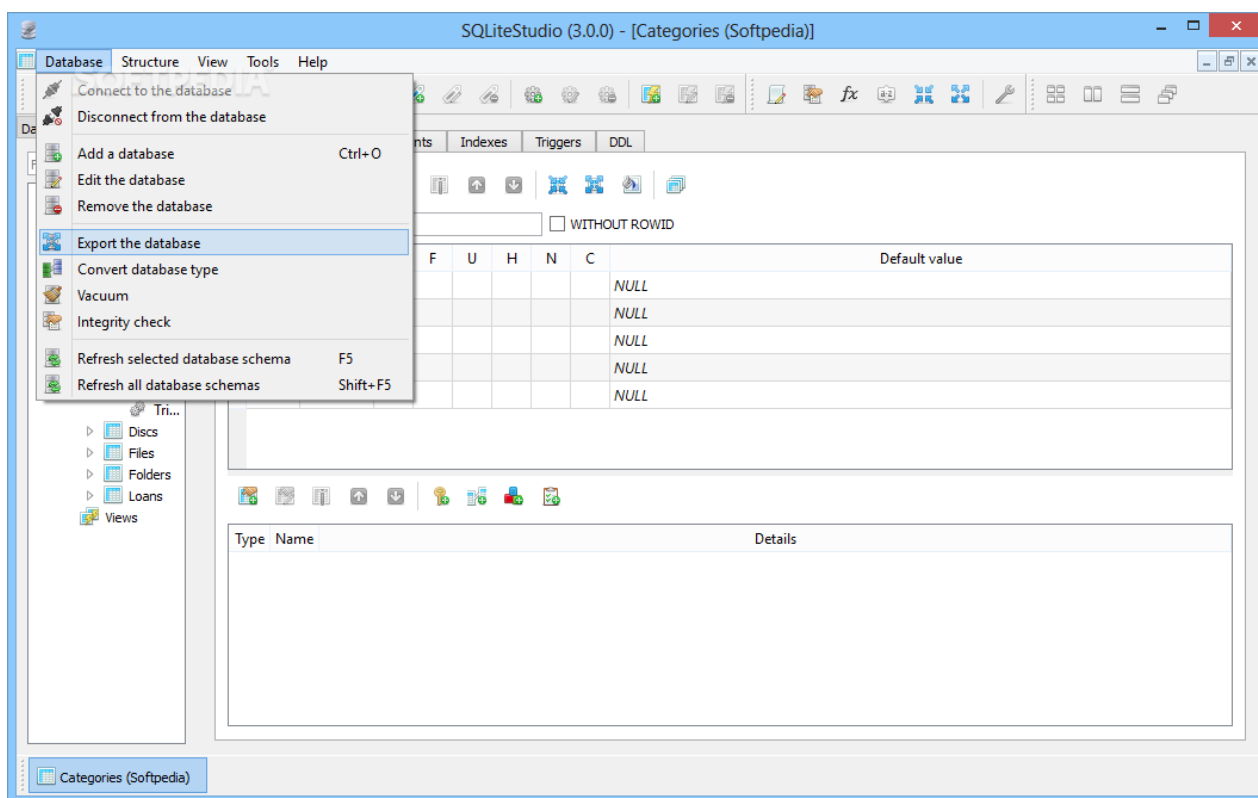 SQLiteStudio (3.0.0) - [Categories (Softpedia)]
Database Structure View Tools Help
SOFTPEDIA
Connect to the database
Disconnect from the database
Add a database Ctrl+O
Edit the database
Remove the database
Export the database
Convert database type
Vacuum
Integrity check
Refresh selected database schema F5
Refresh all database schemas Shift+F5
Indexes Triggers DDL
WITHOUT ROWID
F U H N C Default value
NULL
NULL
NULL
NULL
NULL
Tri...
Discs
Files
Folders
Loans
Views
Type Name Details
Categories (Softpedia)